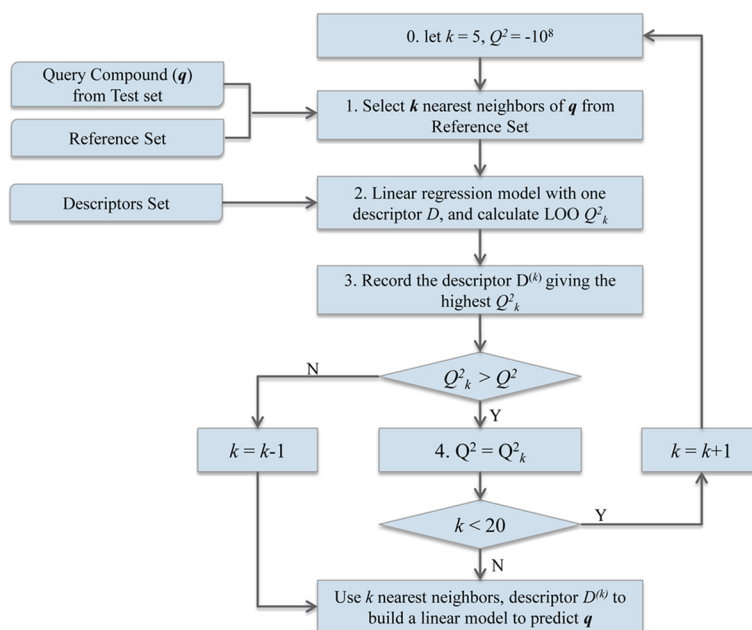 0. let k = 5, Q² = -10⁸
Query Compound (q)
from Test set
1. Select k nearest neighbors of q from
Reference Set
Reference Set
2. Linear regression model with one
descriptor D, and calculate LOO Q²ₖ
Descriptors Set
3. Record the descriptor D⁽ᵏ⁾ giving the
highest Q²ₖ
N
Q²ₖ > Q²
Y
k = k-1
4. Q² = Q²ₖ
k = k+1
k < 20
Y
N
Use k nearest neighbors, descriptor D⁽ᵏ⁾ to
build a linear model to predict q